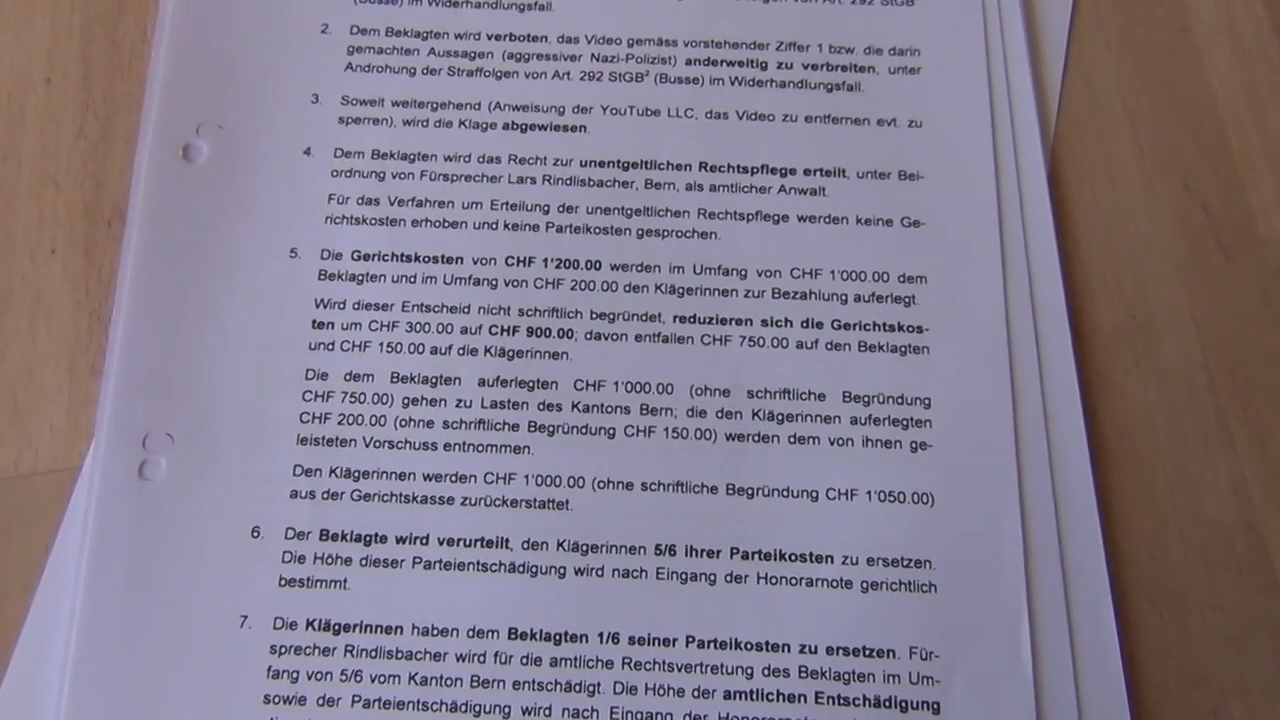 (Busse) im Widerhandlungsfall.
2. Dem Beklagten wird verboten, das Video gemäss vorstehender Ziffer 1 bzw. die darin
gemachten Aussagen (aggressiver Nazi-Polizist) anderweitig zu verbreiten, unter
Androhung der Straffolgen von Art. 292 StGB² (Busse) im Widerhandlungsfall.
3. Soweit weitergehend (Anweisung der YouTube LLC, das Video zu entfernen evt. zu
sperren), wird die Klage abgewiesen.
4. Dem Beklagten wird das Recht zur unentgeltlichen Rechtspflege erteilt, unter Bei-
ordnung von Fürsprecher Lars Rindlisbacher, Bern, als amtlicher Anwalt.
Für das Verfahren um Erteilung der unentgeltlichen Rechtspflege werden keine Ge-
richtskosten erhoben und keine Parteikosten gesprochen.
5. Die Gerichtskosten von CHF 1'200.00 werden im Umfang von CHF 1'000.00 dem
Beklagten und im Umfang von CHF 200.00 den Klägerinnen zur Bezahlung auferlegt.
Wird dieser Entscheid nicht schriftlich begründet, reduzieren sich die Gerichtskos-
ten um CHF 300.00 auf CHF 900.00; davon entfallen CHF 750.00 auf den Beklagten
und CHF 150.00 auf die Klägerinnen.
Die dem Beklagten auferlegten CHF 1'000.00 (ohne schriftliche Begründung
CHF 750.00) gehen zu Lasten des Kantons Bern; die den Klägerinnen auferlegten
CHF 200.00 (ohne schriftliche Begründung CHF 150.00) werden dem von ihnen ge-
leisteten Vorschuss entnommen.
Den Klägerinnen werden CHF 1'000.00 (ohne schriftliche Begründung CHF 1'050.00)
aus der Gerichtskasse zurückerstattet.
6. Der Beklagte wird verurteilt, den Klägerinnen 5/6 ihrer Parteikosten zu ersetzen.
Die Höhe dieser Parteientschädigung wird nach Eingang der Honorarnote gerichtlich
bestimmt.
7. Die Klägerinnen haben dem Beklagten 1/6 seiner Parteikosten zu ersetzen. Für-
sprecher Rindlisbacher wird für die amtliche Rechtsvertretung des Beklagten im Um-
fang von 5/6 vom Kanton Bern entschädigt. Die Höhe der amtlichen Entschädigung
sowie der Parteientschädigung wird nach Eingang der